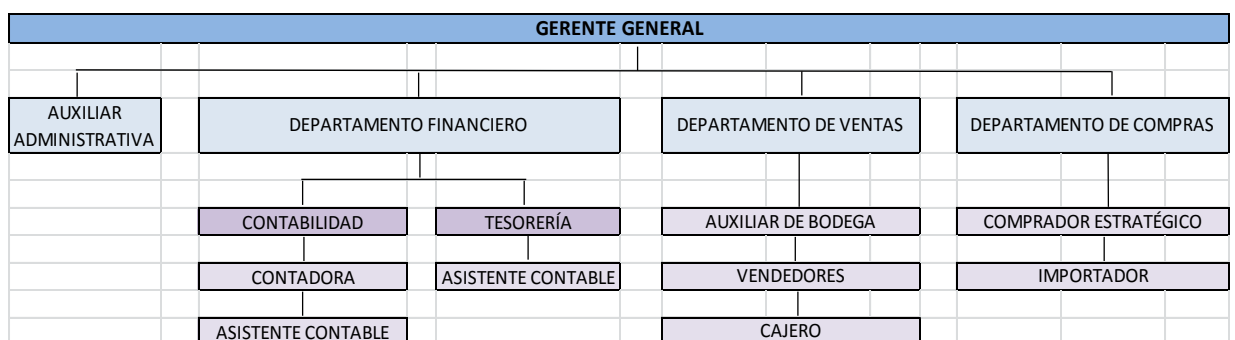 GERENTE GENERAL
AUXILIAR
ADMINISTRATIVA
DEPARTAMENTO FINANCIERO
DEPARTAMENTO DE VENTAS
DEPARTAMENTO DE COMPRAS
CONTABILIDAD
TESORERÍA
AUXILIAR DE BODEGA
COMPRADOR ESTRATÉGICO
CONTADORA
ASISTENTE CONTABLE
VENDEDORES
IMPORTADOR
ASISTENTE CONTABLE
CAJERO